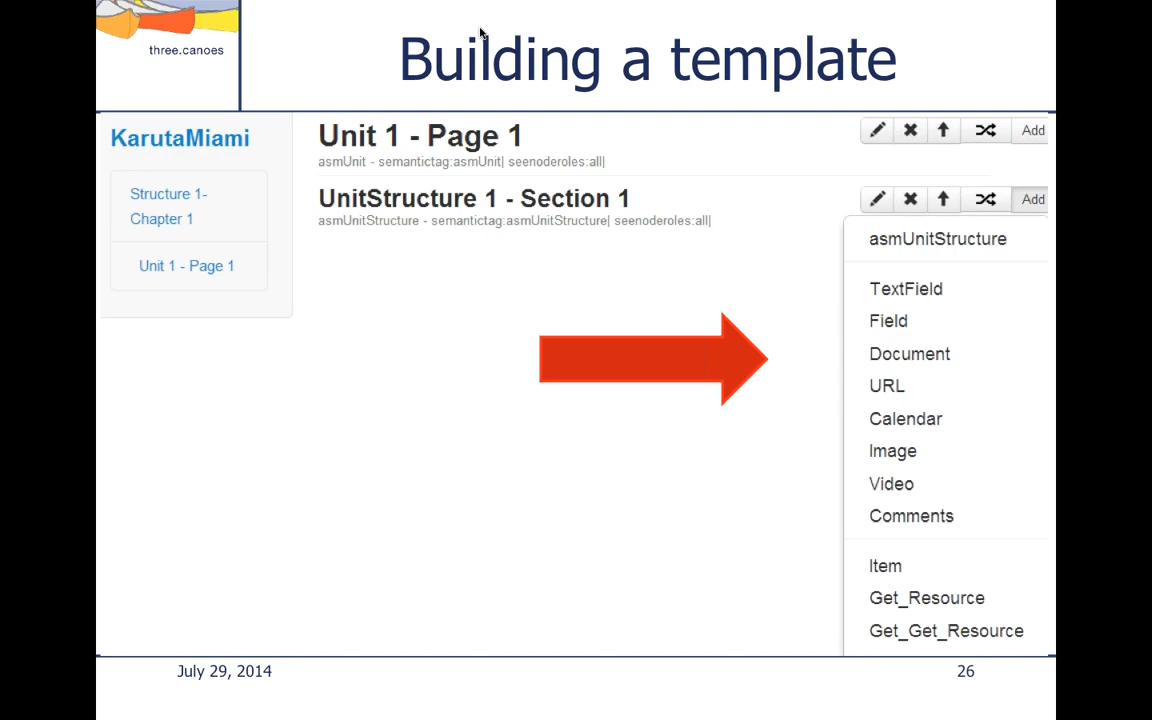 three.canoes
Building a template
KarutaMiami
Structure 1-
Chapter 1
Unit 1 - Page 1
Unit 1 - Page 1
asmUnit - semantictag:asmUnit| seenoderoles:all|
Add
UnitStructure 1 - Section 1
asmUnitStructure - semantictag:asmUnitStructure| seenoderoles:all|
Add
asmUnitStructure
TextField
Field
Document
URL
Calendar
Image
Video
Comments
Item
Get_Resource
Get_Get_Resource
July 29, 2014
26